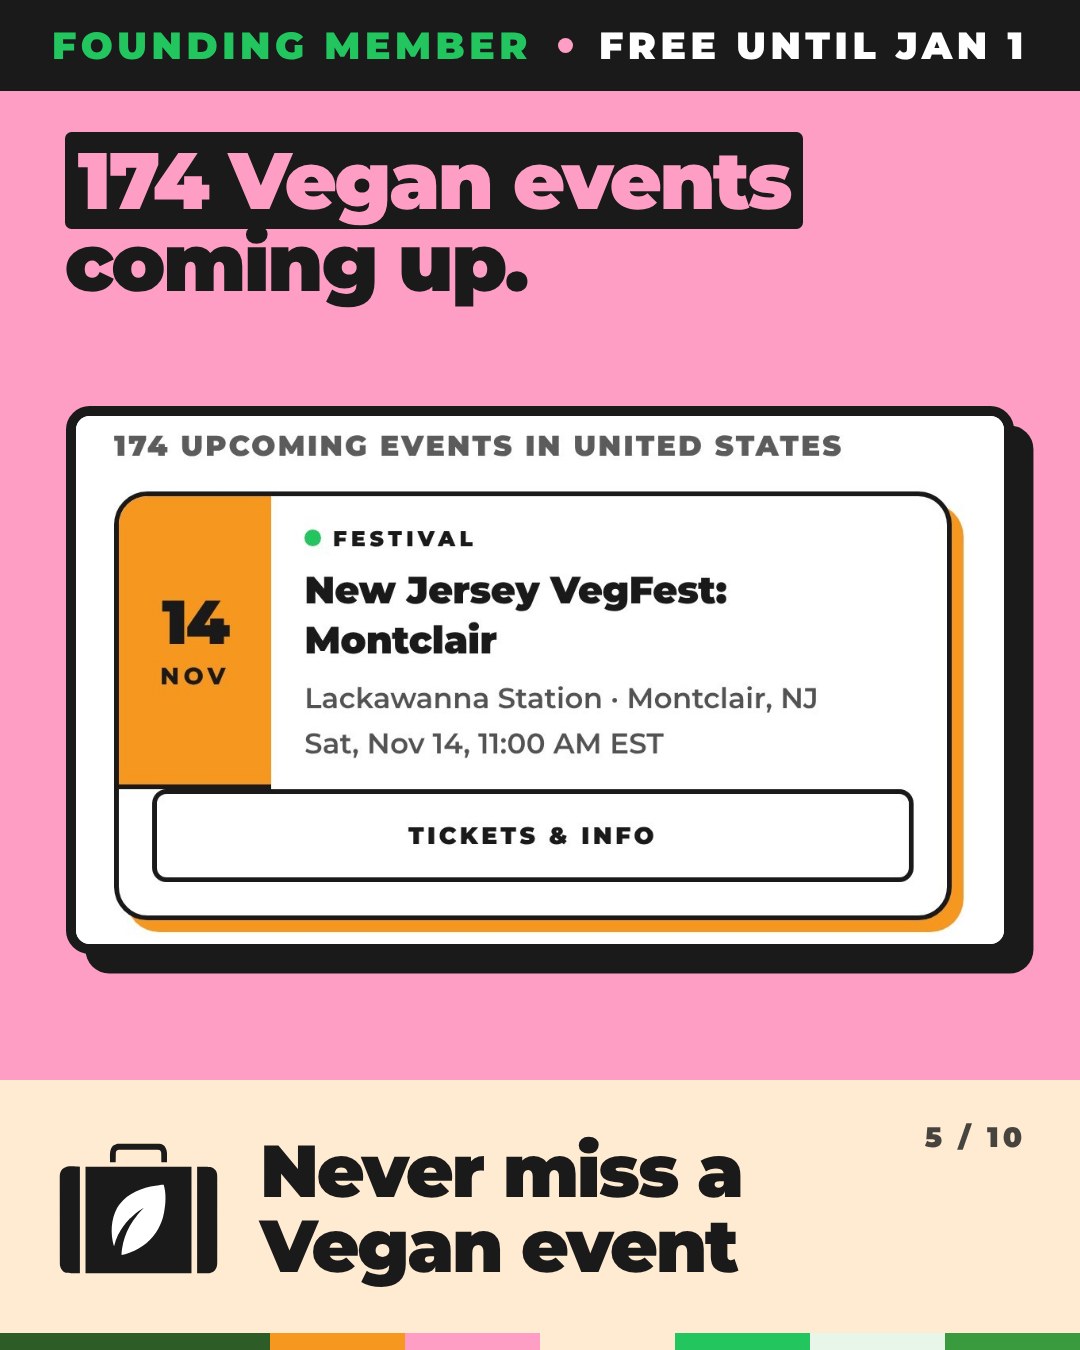 FOUNDING MEMBER • FREE UNTIL JAN 1
174 Vegan events
coming up.
174 UPCOMING EVENTS IN UNITED STATES
14
NOV
FESTIVAL
New Jersey VegFest:
Montclair
Lackawanna Station · Montclair, NJ
Sat, Nov 14, 11:00 AM EST
TICKETS & INFO
5 / 10
Never miss a
Vegan event